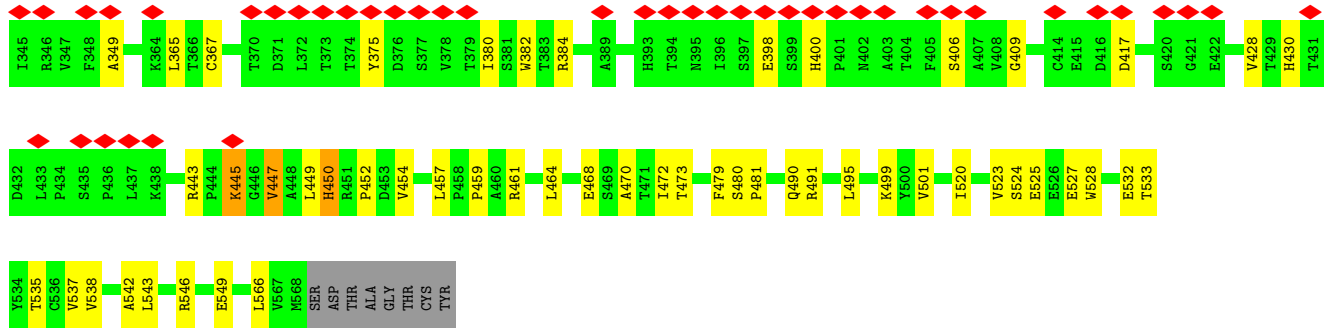 I345 R346 V347 F348 A349 K364 L365 T366 C367 T370 D371 L372 T373 T374 Y375 D376 S377 V378 T379 I380 S381 W382 T383 R384 A389 H393 T394 N395 I396 S397 E398 S399 H400 P401 N402 A403 T404 F405 S406 A407 V408 G409 C414 E415 D416 D417 S420 G421 E422 V428 T429 H430 T431
D432 L433 P434 S435 P436 L437 K438 R443 P444 K445 G446 V447 A448 L449 H450 R451 P452 D453 V454 L457 P458 P459 A460 R461 L464 E468 S469 A470 T471 I472 T473 F479 S480 P481 Q490 R491 L495 K499 Y500 V501 I520 V523 S524 E525 E526 E527 W528 E532 T533
Y534 T535 C536 V537 V538 A542 L543 R546 E549 L566 V567 M568 SER ASP THR ALA GLY THR CYS TYR